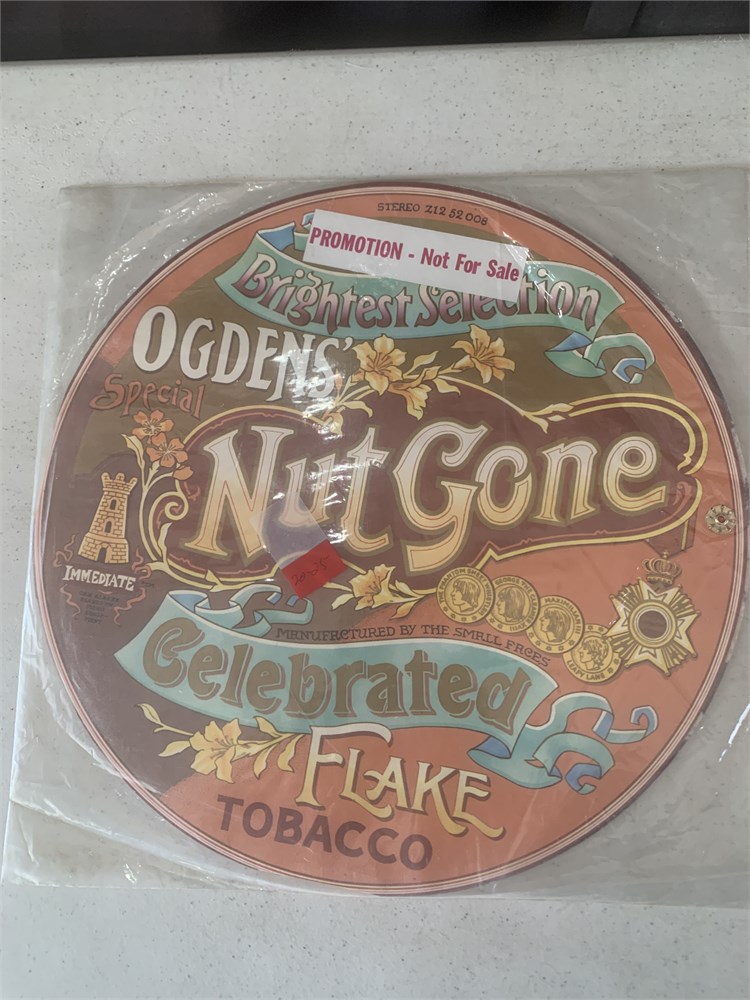 STEREO Z12 52 008
PROMOTION - Not For Sale
Brightest Selection
OGDENS'
Special
Nut Gone
IMMEDIATE
MANUFACTURED BY THE SMALL FACES
Celebrated
FLAKE
TOBACCO